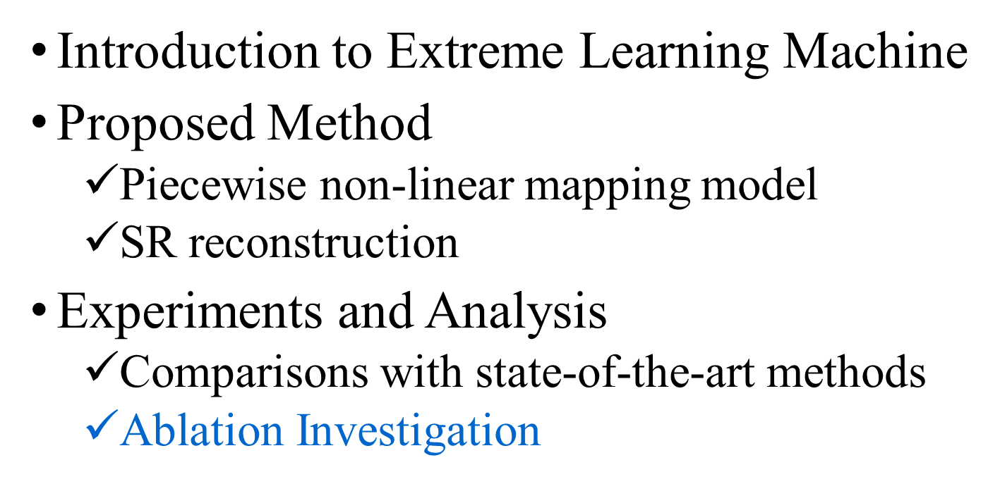 • Introduction to Extreme Learning Machine
• Proposed Method
✓Piecewise non-linear mapping model
✓SR reconstruction
• Experiments and Analysis
✓Comparisons with state-of-the-art methods
✓Ablation Investigation